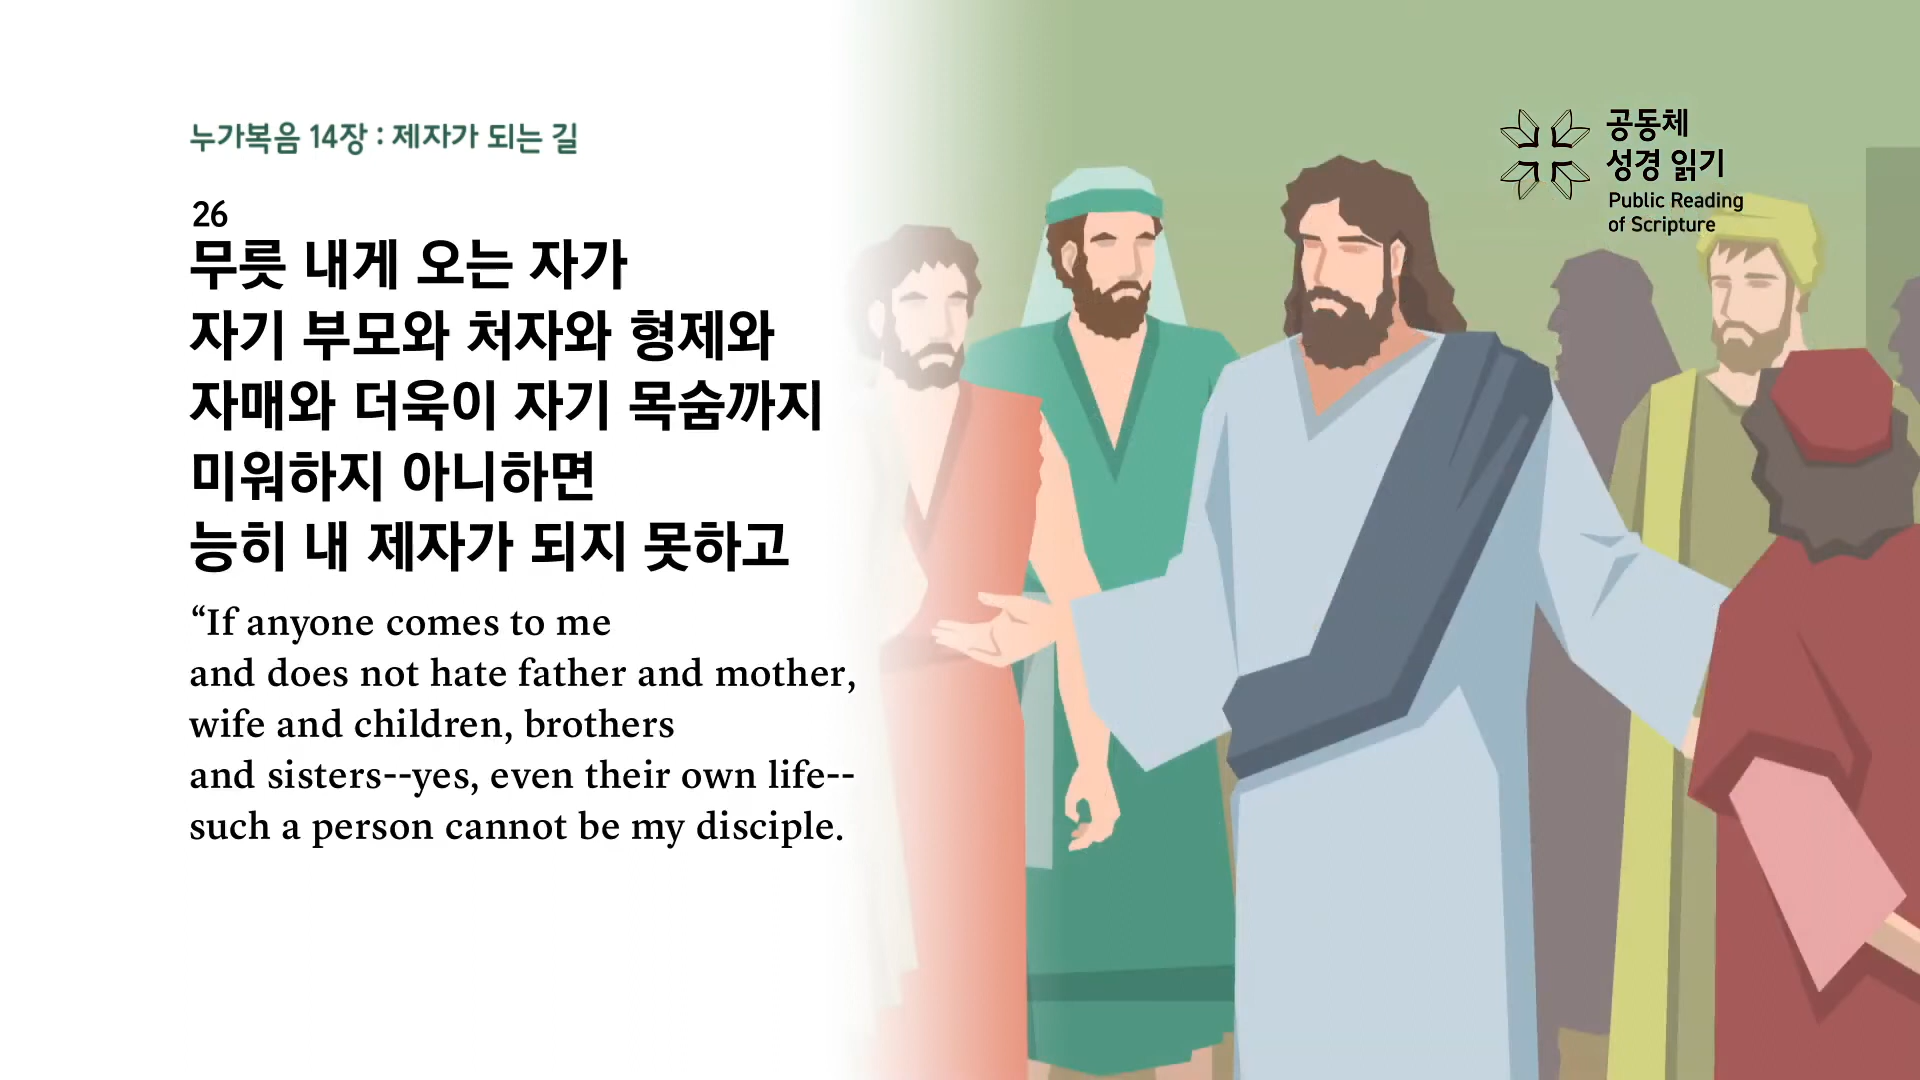 누가복음 14장 : 제자가 되는 길
26
무릇 내게 오는 자가
자기 부모와 처자와 형제와
자매와 더욱이 자기 목숨까지
미워하지 아니하면
능히 내 제자가 되지 못하고
“If anyone comes to me
and does not hate father and mother,
wife and children, brothers
and sisters--yes, even their own life--
such a person cannot be my disciple.
공동체
성경 읽기
Public Reading
of Scripture